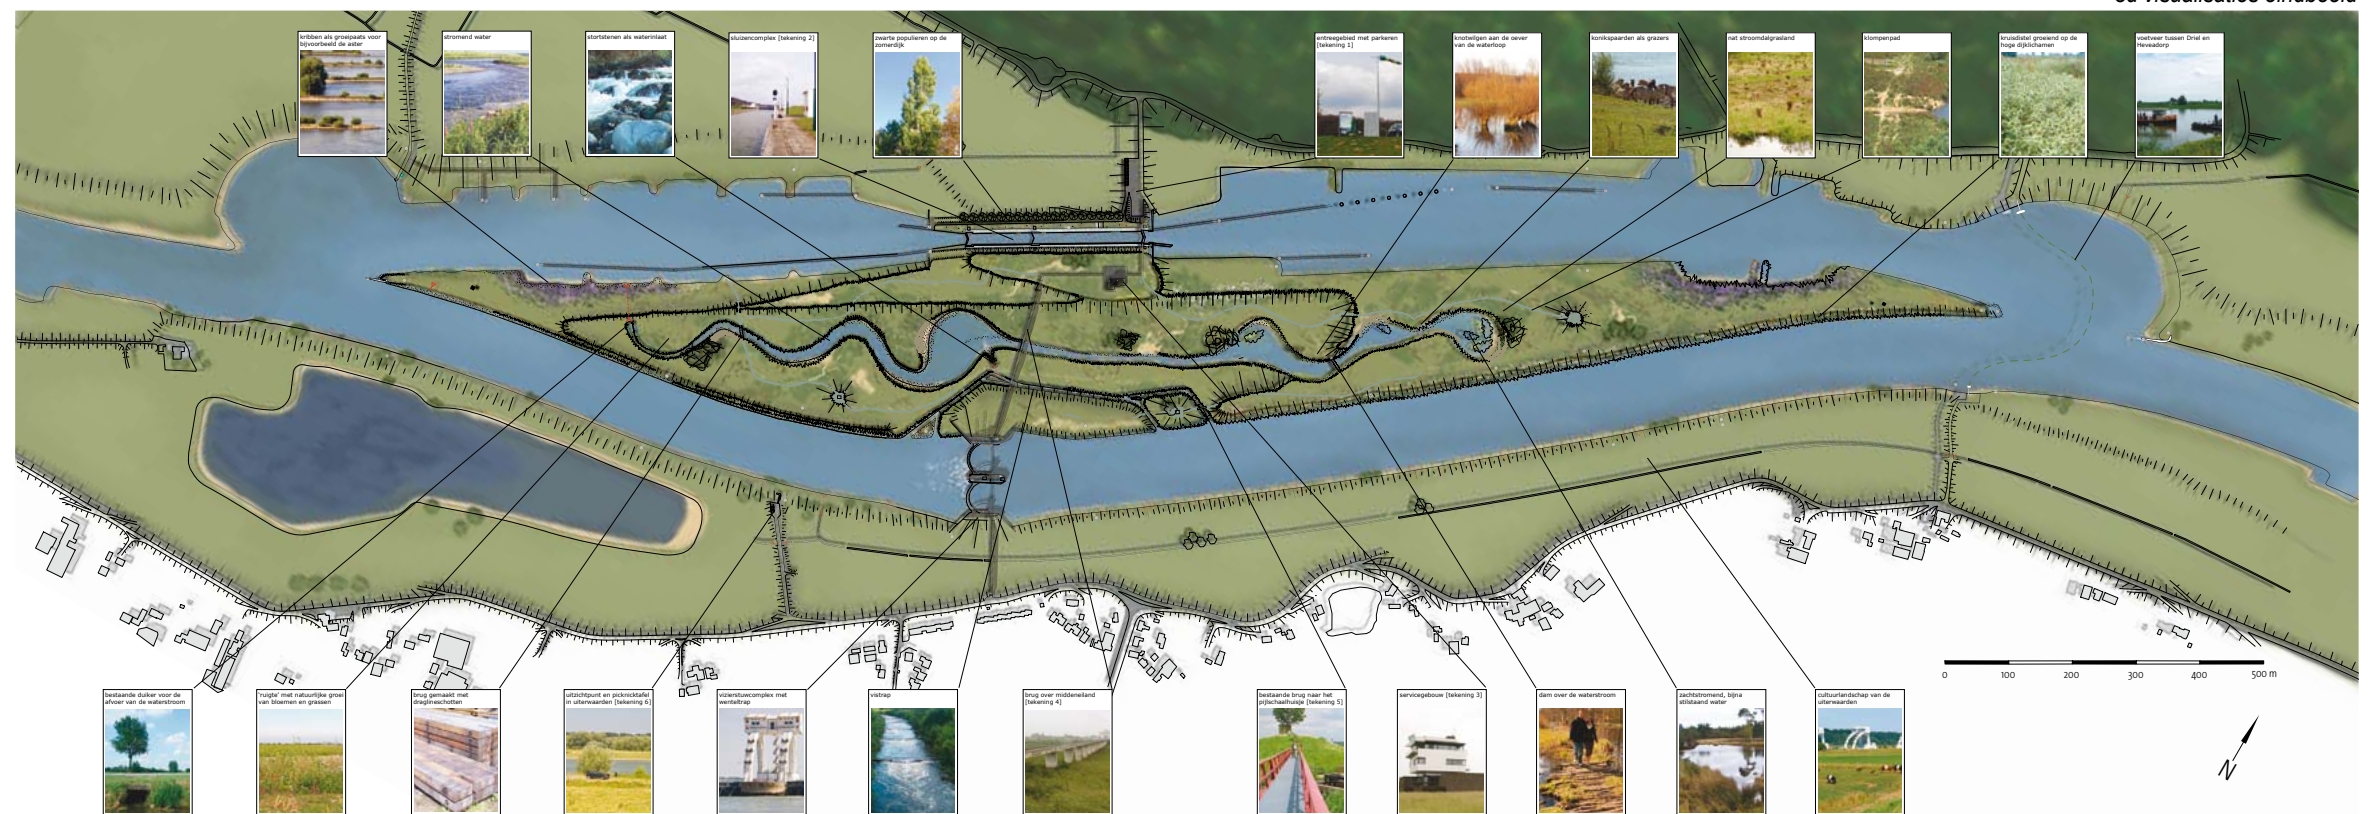 3d visualisaties eindbeeld
kribben als groeiplaats voor
bijvoorbeeld de aster
stromend water
stortstenen als waterinlaat
sluizencomplex [tekening 2]
zwarte populieren op de
zomerdijk
entreegebied met parkeren
[tekening 1]
knotwilgen aan de oever
van de waterloop
konikspaarden als grazers
nat stroomdalgrasland
klompenpad
kruisdistel groeiend op de
hoge dijklichamen
voetveer tussen Driel en
Heveadorp
0 100 200 300 400 500 m
N
bestaande duiker voor de
afvoer van de waterstroom
'ruigte' met natuurlijke groei
van bloemen en grassen
brug gemaakt met
draglineschotten
uitzichtpunt en picknicktafel
in uiterwaarden [tekening 6]
vizierstuwcomplex met
wenteltrap
vistrap
brug over middeneiland
[tekening 4]
bestaande brug naar het
pijlschaalhuisje [tekening 5]
servicegebouw [tekening 3]
dam over de waterstroom
zachtstromend, bijna
stilstaand water
cultuurlandschap van de
uiterwaarden